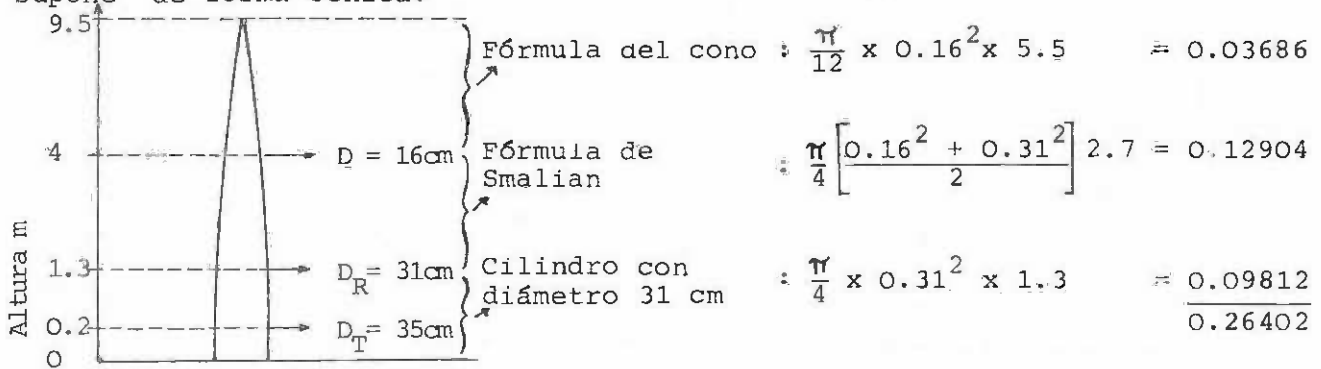 supone de forma cónica.
9.5
Fórmula del cono : π/12 x 0.16² x 5.5 = 0.03686
4
D = 16cm
Fórmula de
Smalian : π/4 [0.16² + 0.31² / 2] 2.7 = 0.12904
Altura m
1.3
D_R = 31cm
Cilindro con
diámetro 31 cm : π/4 x 0.31² x 1.3 = 0.09812
0.2
D_T = 35cm
0.26402
0